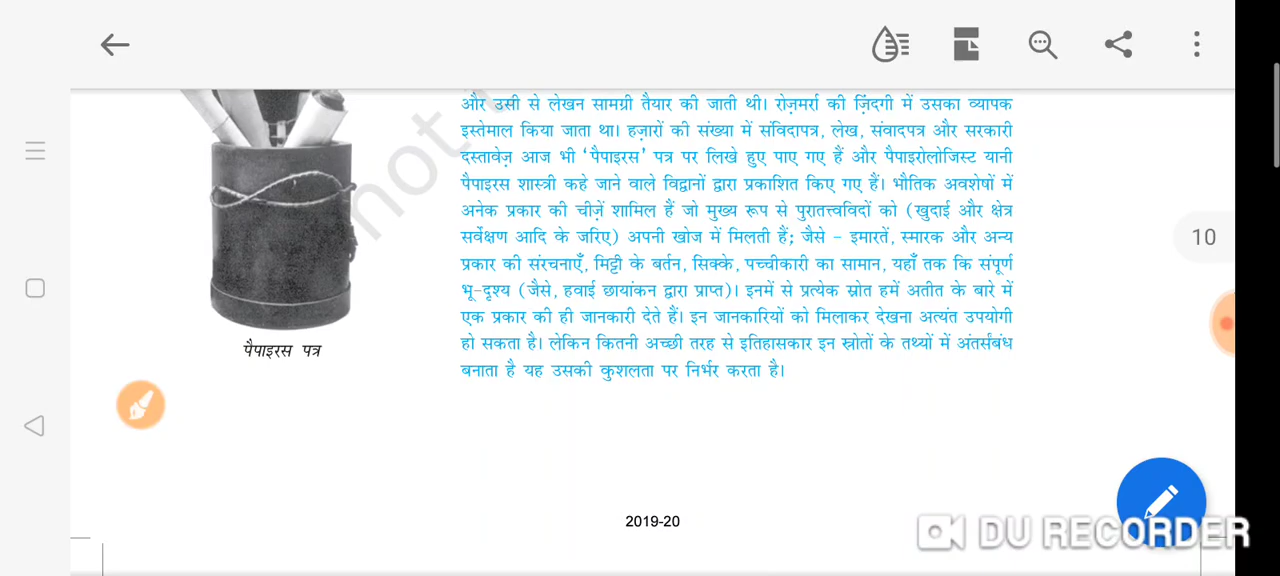 और उसी से लेखन सामग्री तैयार की जाती थी। रोज़मर्रा की ज़िंदगी में उसका व्यापक
इस्तेमाल किया जाता था। हज़ारों की संख्या में संविदापत्र, लेख, संवादपत्र और सरकारी
दस्तावेज़ आज भी ‘पैपाइरस’ पत्र पर लिखे हुए पाए गए हैं और पैपाइरोलोजिस्ट यानी
पैपाइरस शास्त्री कहे जाने वाले विद्वानों द्वारा प्रकाशित किए गए हैं। भौतिक अवशेषों में
अनेक प्रकार की चीज़ें शामिल हैं जो मुख्य रूप से पुरातत्त्वविदों को (खुदाई और क्षेत्र
सर्वेक्षण आदि के जरिए) अपनी खोज में मिलती हैं; जैसे – इमारतें, स्मारक और अन्य
प्रकार की संरचनाएँ, मिट्टी के बर्तन, सिक्के, पच्चीकारी का सामान, यहाँ तक कि संपूर्ण
भू-दृश्य (जैसे, हवाई छायांकन द्वारा प्राप्त)। इनमें से प्रत्येक स्रोत हमें अतीत के बारे में
एक प्रकार की ही जानकारी देते हैं। इन जानकारियों को मिलाकर देखना अत्यंत उपयोगी
हो सकता है। लेकिन कितनी अच्छी तरह से इतिहासकार इन स्रोतों के तथ्यों में अंतर्संबंध
बनाता है यह उसकी कुशलता पर निर्भर करता है।
पैपाइरस पत्र
not
10
2019-20
DU RECORDER